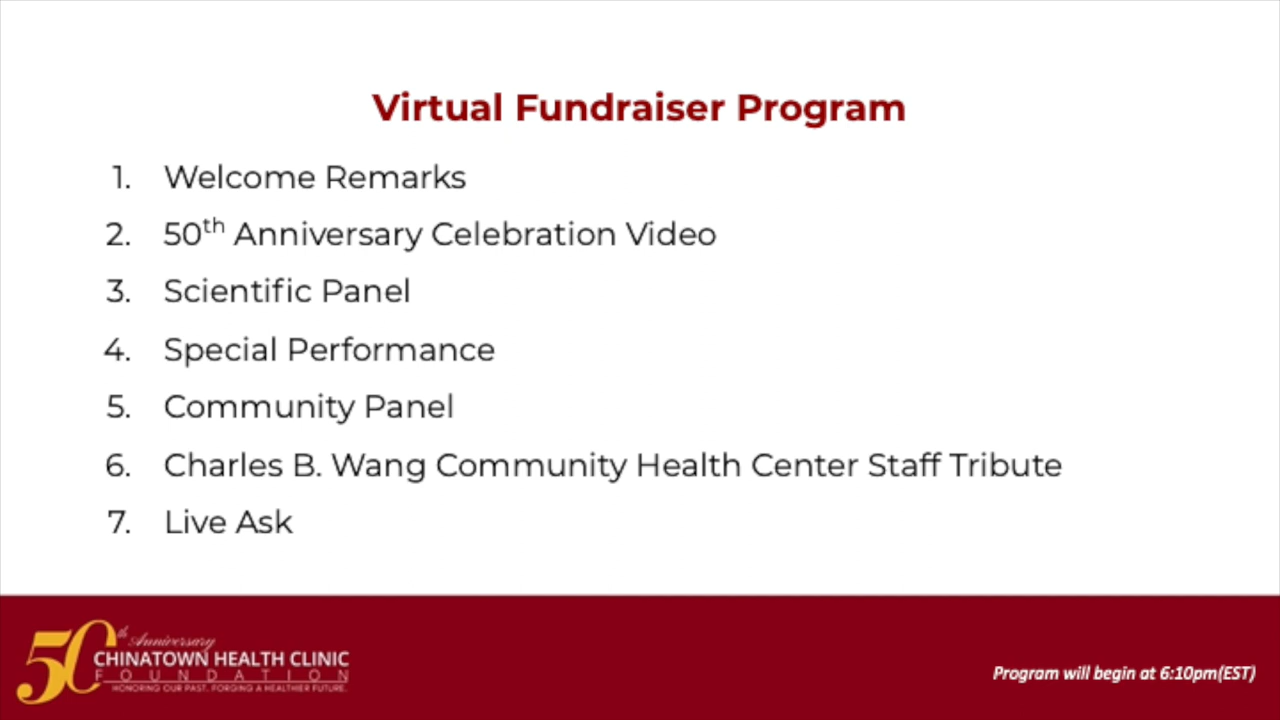 Virtual Fundraiser Program
1. Welcome Remarks
2. 50th Anniversary Celebration Video
3. Scientific Panel
4. Special Performance
5. Community Panel
6. Charles B. Wang Community Health Center Staff Tribute
7. Live Ask
50th Anniversary
CHINATOWN HEALTH CLINIC
FOUNDATION
HONORING OUR PAST. FORGING A HEALTHIER FUTURE.
Program will begin at 6:10pm(EST)